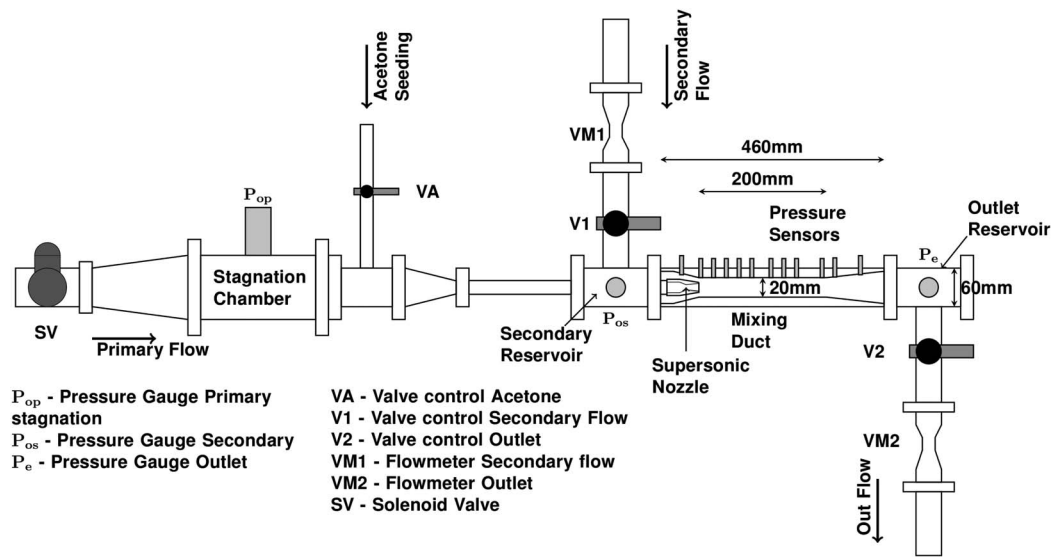 Acetone
Seeding
Secondary
Flow
VM1
460mm
200mm
P_op
VA
V1
Pressure
Sensors
Outlet
Reservoir
P_e
Stagnation
Chamber
20mm
60mm
SV
Primary Flow
Secondary
Reservoir
P_os
Mixing
Duct
Supersonic
Nozzle
V2
P_op - Pressure Gauge Primary
stagnation
P_os - Pressure Gauge Secondary
P_e - Pressure Gauge Outlet
VA - Valve control Acetone
V1 - Valve control Secondary Flow
V2 - Valve control Outlet
VM1 - Flowmeter Secondary flow
VM2 - Flowmeter Outlet
SV - Solenoid Valve
VM2
Out Flow